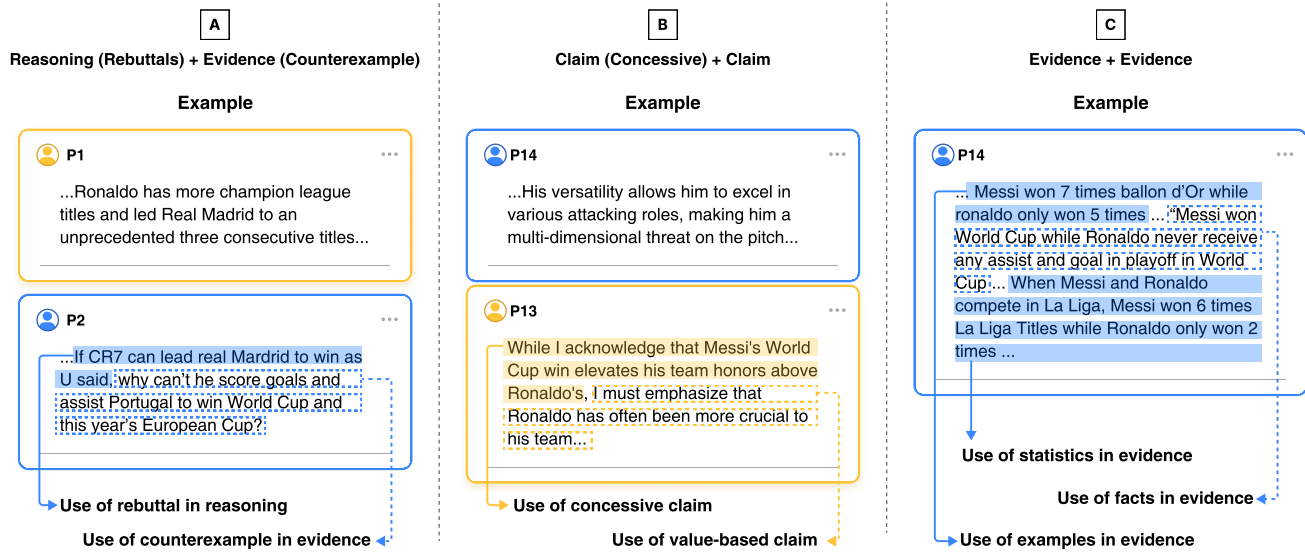 A
Reasoning (Rebuttals) + Evidence (Counterexample)
Example
P1
...Ronaldo has more champion league
titles and led Real Madrid to an
unprecedented three consecutive titles...
P2
...If CR7 can lead real Mardrid to win as
U said, why can't he score goals and
assist Portugal to win World Cup and
this year's European Cup?
Use of rebuttal in reasoning
Use of counterexample in evidence
B
Claim (Concessive) + Claim
Example
P14
...His versatility allows him to excel in
various attacking roles, making him a
multi-dimensional threat on the pitch...
P13
While I acknowledge that Messi's World
Cup win elevates his team honors above
Ronaldo's, I must emphasize that
Ronaldo has often been more crucial to
his team...
Use of concessive claim
Use of value-based claim
C
Evidence + Evidence
Example
P14
... Messi won 7 times ballon d'Or while
ronaldo only won 5 times ... “Messi won
World Cup while Ronaldo never receive
any assist and goal in playoff in World
Cup ... When Messi and Ronaldo
compete in La Liga, Messi won 6 times
La Liga Titles while Ronaldo only won 2
times ...
Use of statistics in evidence
Use of facts in evidence
Use of examples in evidence